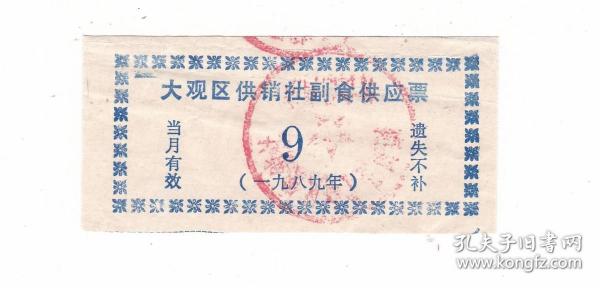 大观区供销社副食供应票
当月有效
9
遗失不补
（一九八九年）
孔夫子旧书网
www.kongfz.com